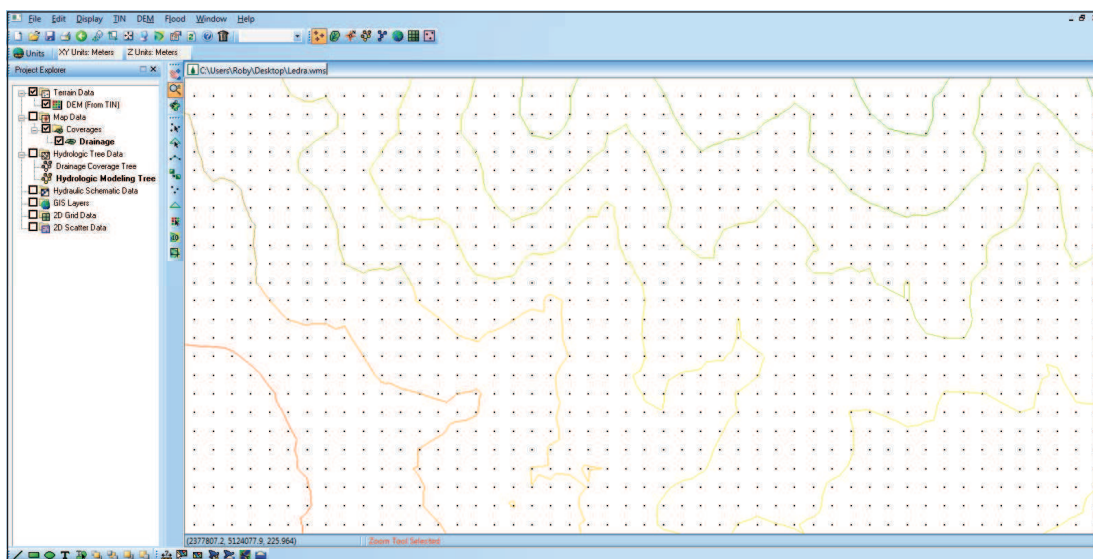 File Edit Display TIN DEM Flood Window Help
Units XY Units: Meters Z Units: Meters
Project Explorer
C:\Users\Roby\Desktop\Ledra.wms
Terrain Data
DEM (From TIN)
Map Data
Coverages
Drainage
Hydrologic Tree Data
Drainage Coverage Tree
Hydrologic Modeling Tree
Hydraulic Schematic Data
GIS Layers
2D Grid Data
2D Scatter Data
(2377807.2, 5124077.9, 225.964) Zoom Tool Selected